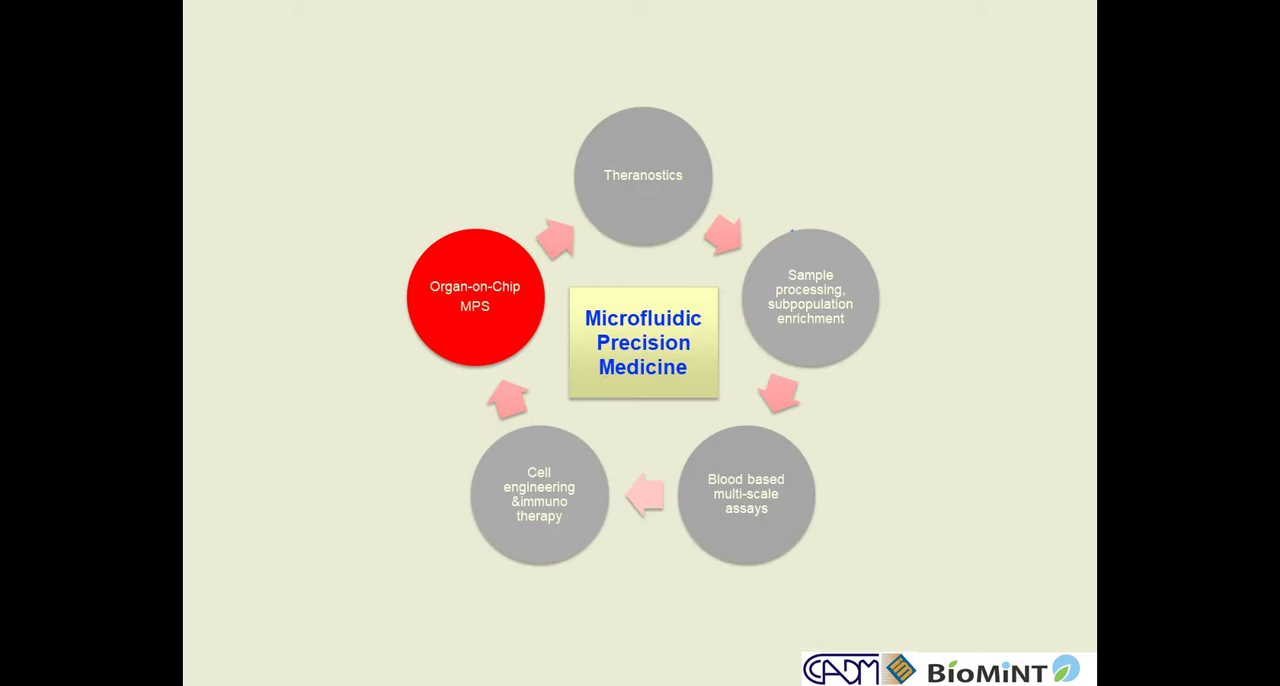 Theranostics
Sample
processing,
subpopulation
enrichment
Blood based
multi-scale
assays
Cell
engineering
&immuno
therapy
Organ-on-Chip
MPS
Microfluidic
Precision
Medicine
CADM
BioMiNT